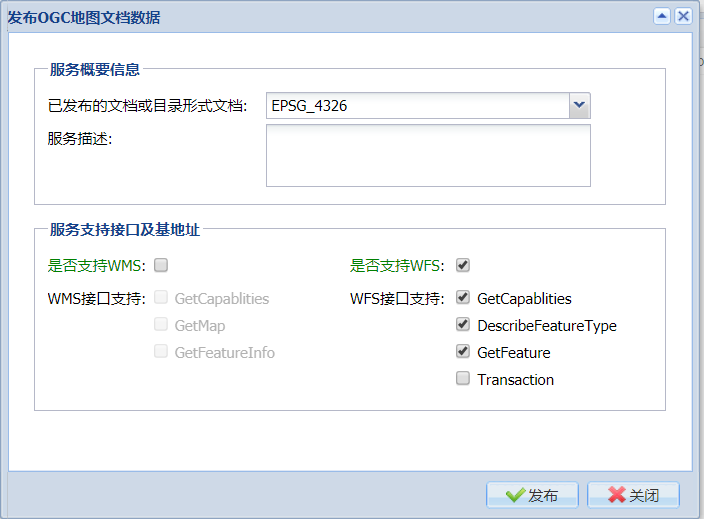 发布OGC地图文档数据
服务概要信息
已发布的文档或目录形式文档: EPSG_4326
服务描述:
服务支持接口及基地址
是否支持WMS: 是否支持WFS:
WMS接口支持: GetCapablities WFS接口支持: GetCapablities
GetMap DescribeFeatureType
GetFeatureInfo GetFeature
Transaction
发布 关闭